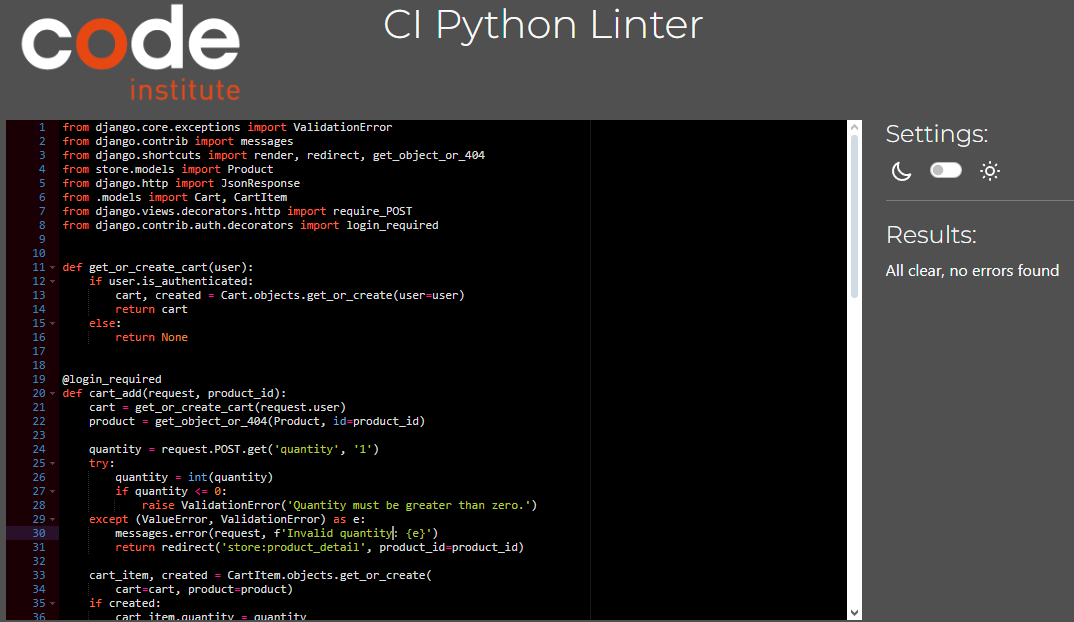 code
institute
CI Python Linter
1 from django.core.exceptions import ValidationError
2 from django.contrib import messages
3 from django.shortcuts import render, redirect, get_object_or_404
4 from store.models import Product
5 from django.http import JsonResponse
6 from .models import Cart, CartItem
7 from django.views.decorators.http import require_POST
8 from django.contrib.auth.decorators import login_required
9
10
11 def get_or_create_cart(user):
12     if user.is_authenticated:
13         cart, created = Cart.objects.get_or_create(user=user)
14         return cart
15     else:
16         return None
17
18
19 @login_required
20 def cart_add(request, product_id):
21     cart = get_or_create_cart(request.user)
22     product = get_object_or_404(Product, id=product_id)
23
24     quantity = request.POST.get('quantity', '1')
25     try:
26         quantity = int(quantity)
27         if quantity <= 0:
28             raise ValidationError('Quantity must be greater than zero.')
29     except (ValueError, ValidationError) as e:
30         messages.error(request, f'Invalid quantity: {e}')
31         return redirect('store:product_detail', product_id=product_id)
32
33     cart_item, created = CartItem.objects.get_or_create(
34         cart=cart, product=product)
35     if created:
36         cart_item.quantity = quantity
Settings:
Results:
All clear, no errors found